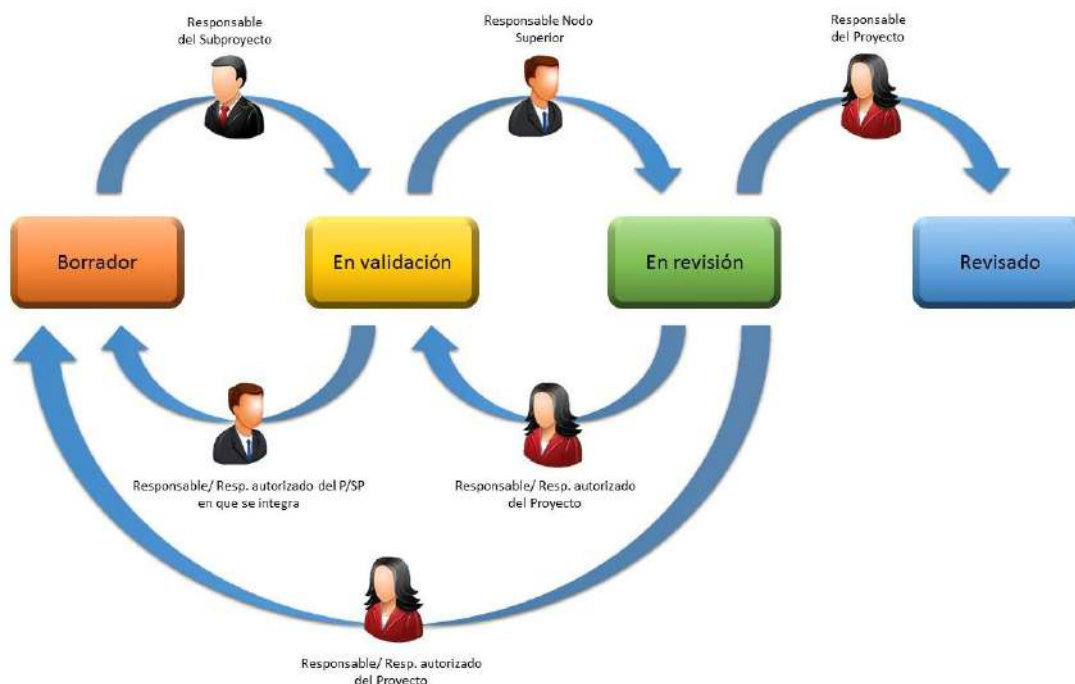 Responsable
del Subproyecto
Responsable Nodo
Superior
Responsable
del Proyecto
Borrador
En validación
En revisión
Revisado
Responsable/ Resp. autorizado del P/SP
en que se integra
Responsable/ Resp. autorizado
del Proyecto
Responsable/ Resp. autorizado
del Proyecto